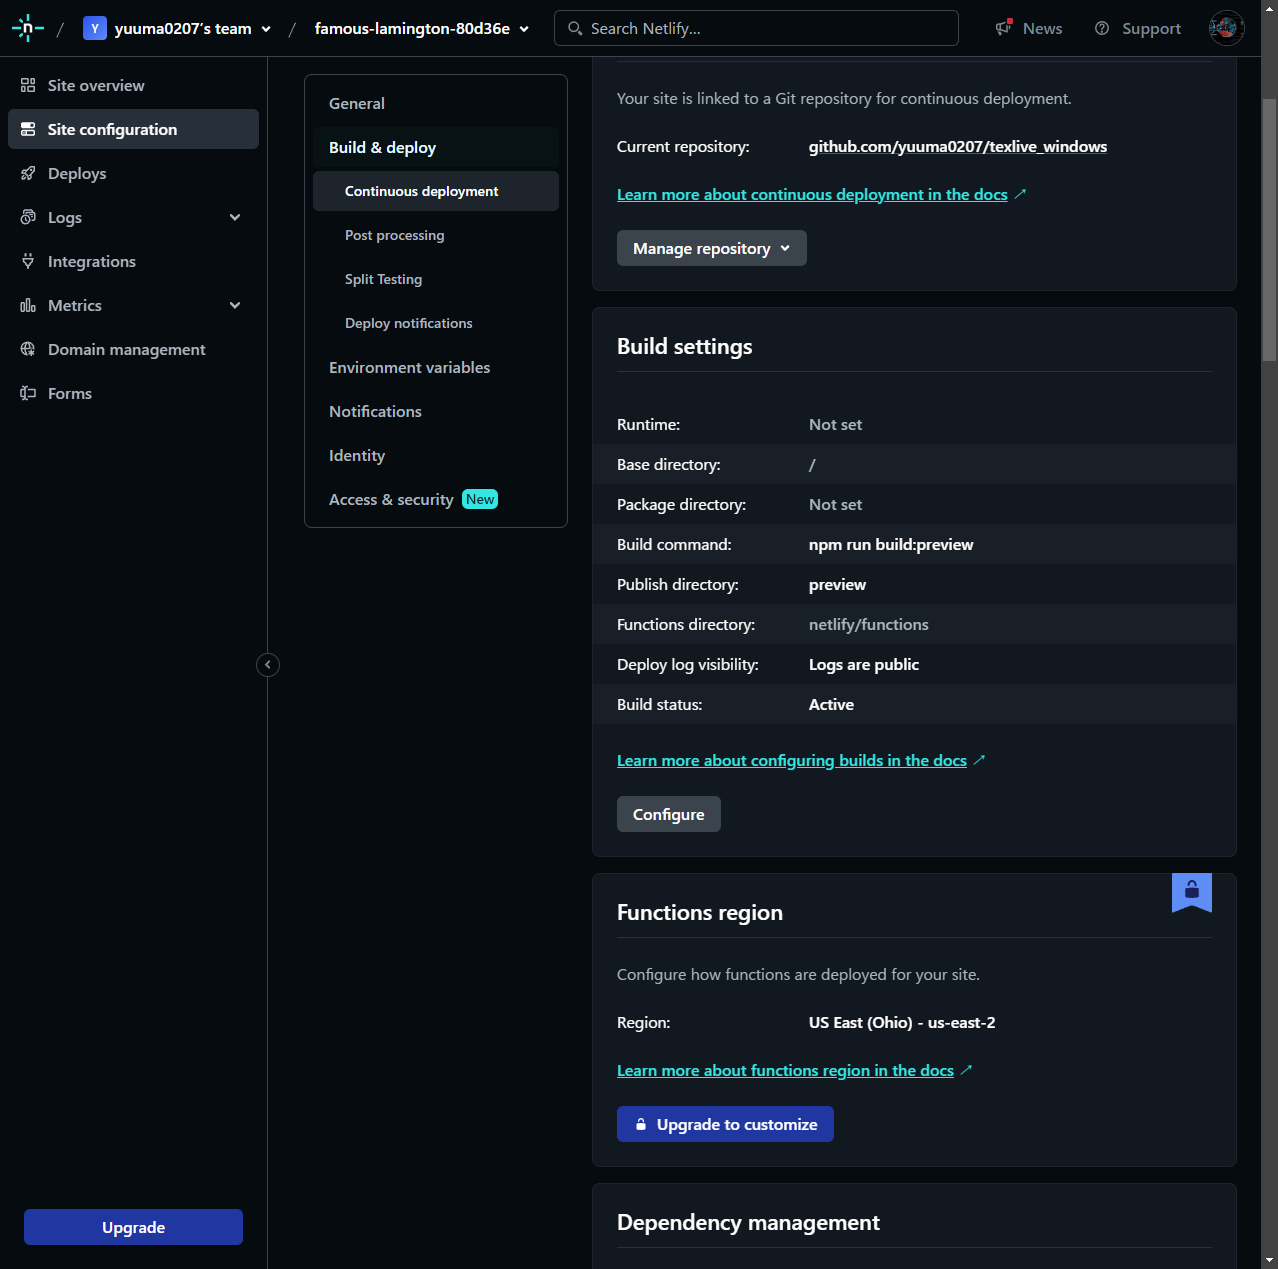 / Y yuuma0207's team / famous-lamington-80d36e Search Netlify... News Support
Site overview
Site configuration
Deploys
Logs
Integrations
Metrics
Domain management
Forms
Upgrade
General
Build & deploy
Continuous deployment
Post processing
Split Testing
Deploy notifications
Environment variables
Notifications
Identity
Access & security New
Your site is linked to a Git repository for continuous deployment.
Current repository: github.com/yuuma0207/texlive_windows
Learn more about continuous deployment in the docs
Manage repository
Build settings
Runtime: Not set
Base directory: /
Package directory: Not set
Build command: npm run build:preview
Publish directory: preview
Functions directory: netlify/functions
Deploy log visibility: Logs are public
Build status: Active
Learn more about configuring builds in the docs
Configure
Functions region
Configure how functions are deployed for your site.
Region: US East (Ohio) - us-east-2
Learn more about functions region in the docs
Upgrade to customize
Dependency management